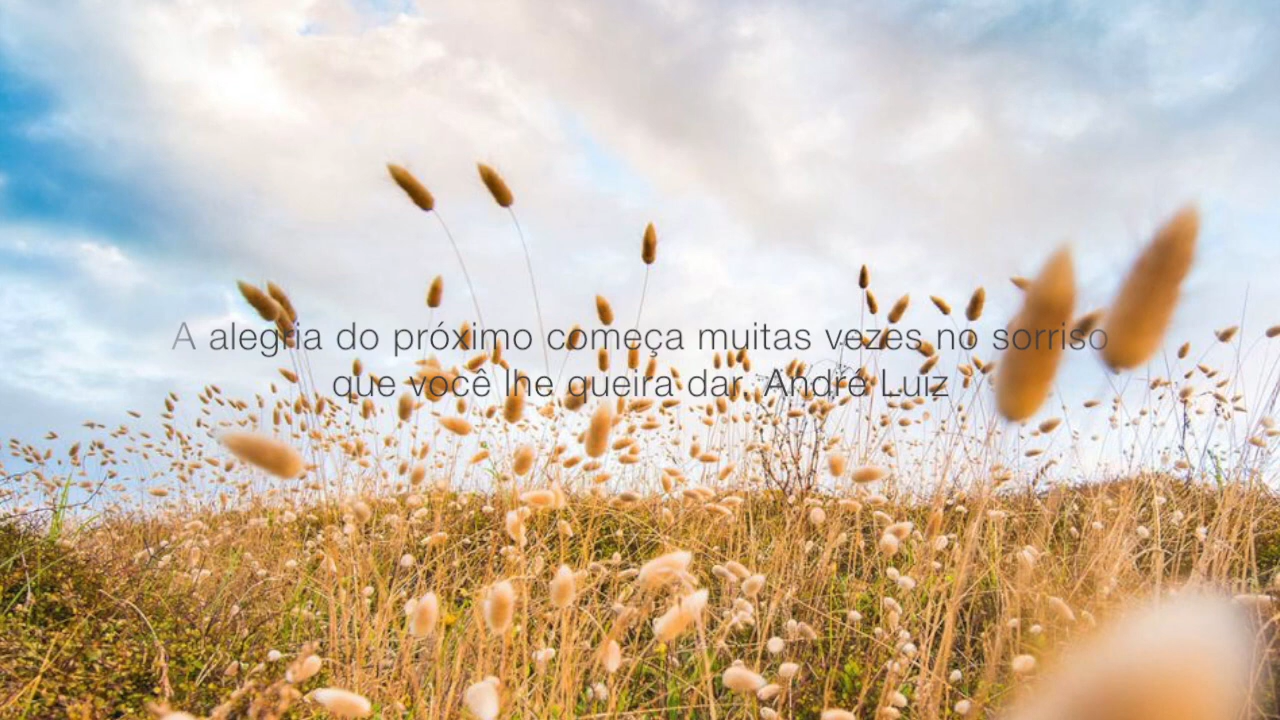 A alegria do próximo começa muitas vezes no sorriso
que você lhe queira dar. André Luiz